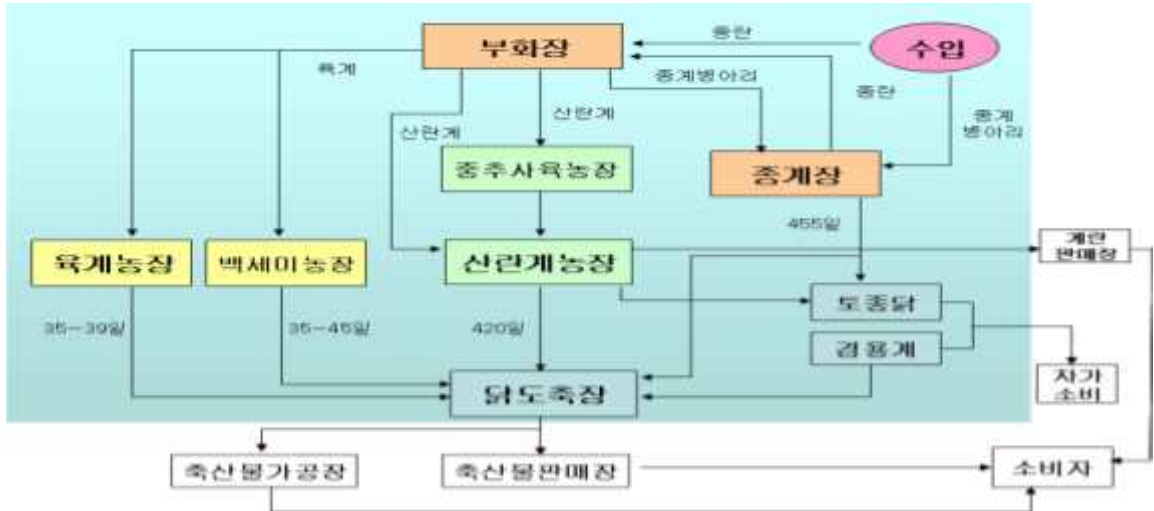 부화장
종란
수입
육계
종계병아리
종란
산란계
산란계
종계
병아리
중추사육농장
종계장
455일
육계농장
백세미농장
산란계농장
계란
판매장
35-39일
35-45일
420일
토종닭
겸용계
닭도축장
자가
소비
축산물가공장
축산물판매장
소비자